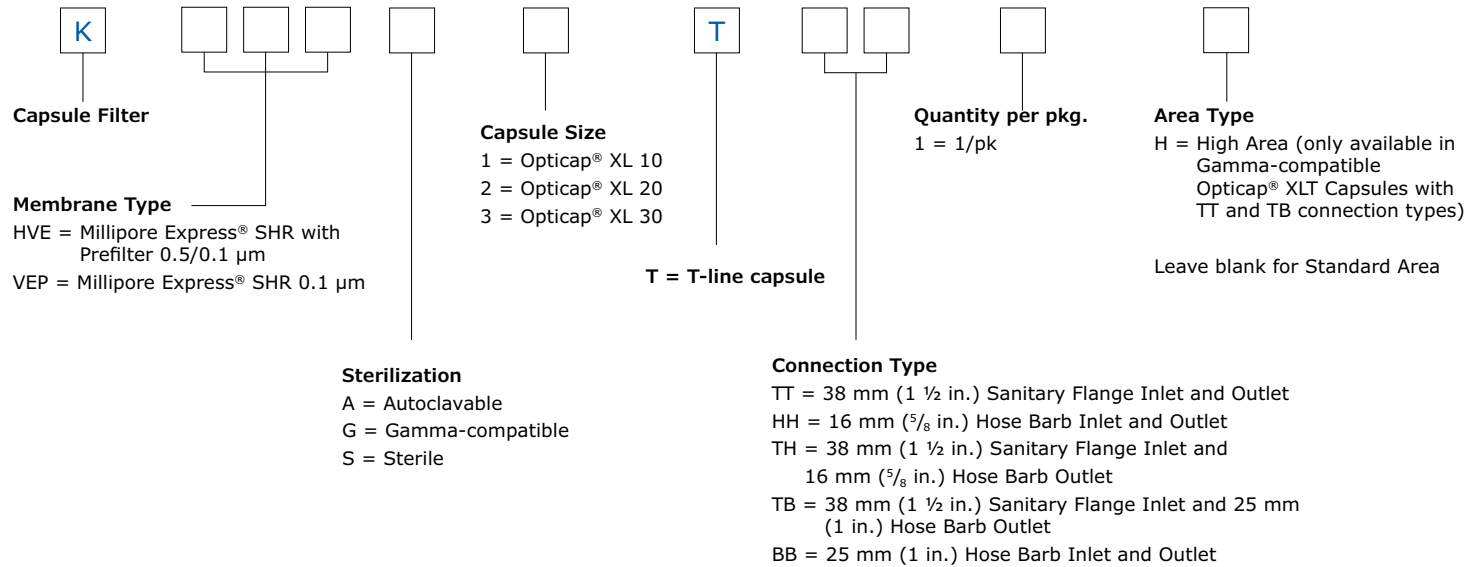 K
T
Capsule Filter
Membrane Type
HVE = Millipore Express® SHR with
Prefilter 0.5/0.1 µm
VEP = Millipore Express® SHR 0.1 µm
Sterilization
A = Autoclavable
G = Gamma-compatible
S = Sterile
Capsule Size
1 = Opticap® XL 10
2 = Opticap® XL 20
3 = Opticap® XL 30
T = T-line capsule
Connection Type
TT = 38 mm (1 ½ in.) Sanitary Flange Inlet and Outlet
HH = 16 mm (5/8 in.) Hose Barb Inlet and Outlet
TH = 38 mm (1 ½ in.) Sanitary Flange Inlet and
16 mm (5/8 in.) Hose Barb Outlet
TB = 38 mm (1 ½ in.) Sanitary Flange Inlet and 25 mm
(1 in.) Hose Barb Outlet
BB = 25 mm (1 in.) Hose Barb Inlet and Outlet
Quantity per pkg.
1 = 1/pk
Area Type
H = High Area (only available in
Gamma-compatible
Opticap® XLT Capsules with
TT and TB connection types)
Leave blank for Standard Area